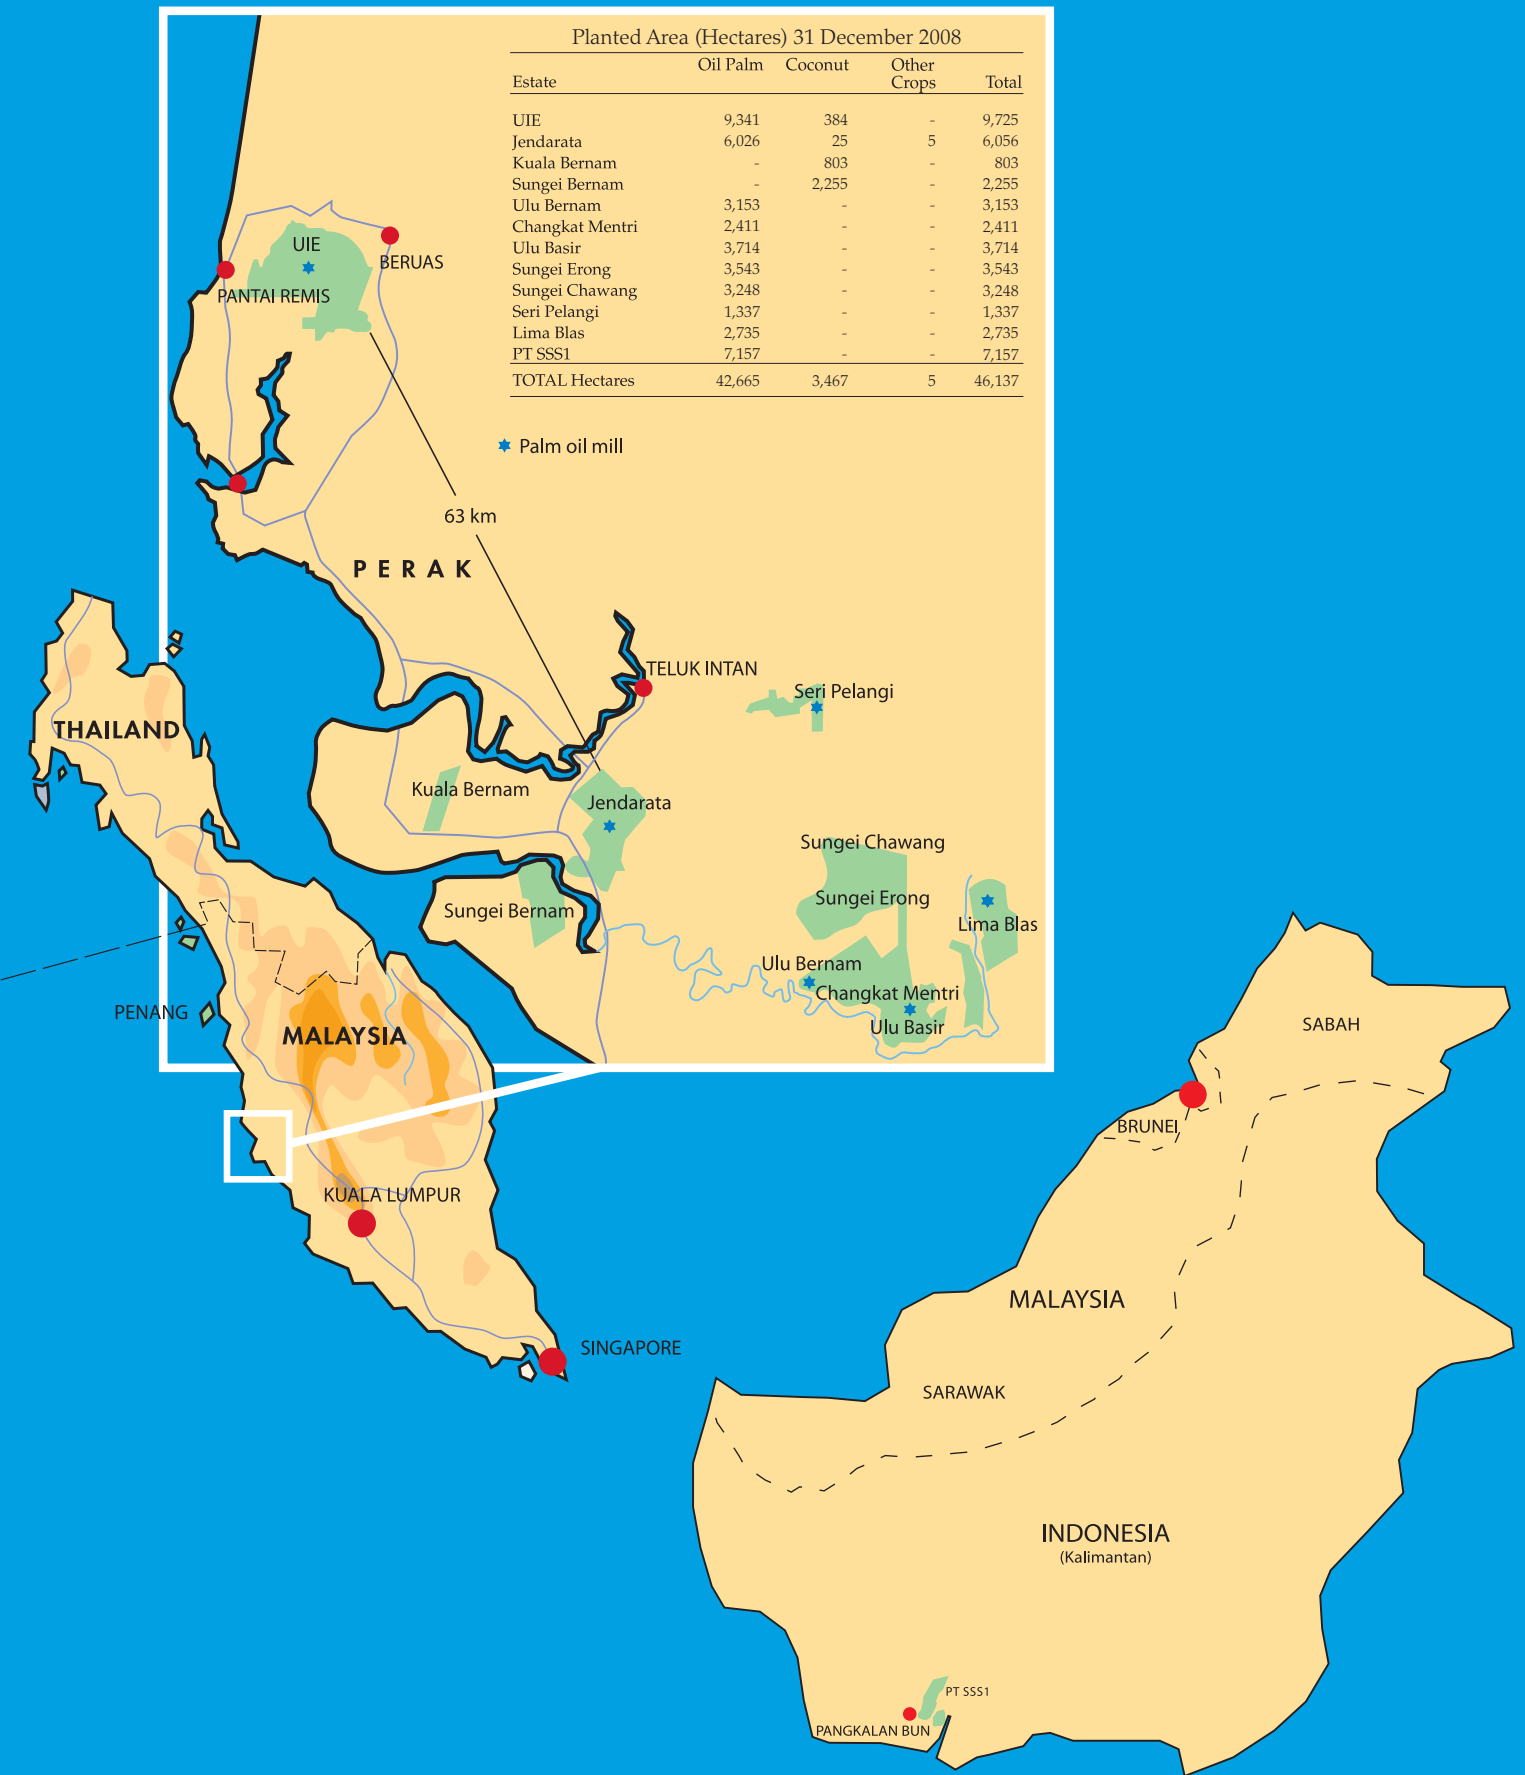 Planted Area (Hectares) 31 December 2008
Estate Oil Palm Coconut Other Crops Total
UIE 9,341 384 - 9,725
Jendarata 6,026 25 5 6,056
Kuala Bernam - 803 - 803
Sungei Bernam - 2,255 - 2,255
Ulu Bernam 3,153 - - 3,153
Changkat Mentri 2,411 - - 2,411
Ulu Basir 3,714 - - 3,714
Sungei Erong 3,543 - - 3,543
Sungei Chawang 3,248 - - 3,248
Seri Pelangi 1,337 - - 1,337
Lima Blas 2,735 - - 2,735
PT SSS1 7,157 - - 7,157
TOTAL Hectares 42,665 3,467 5 46,137
UIE
BERUAS
PANTAI REMIS
Palm oil mill
63 km
PERAK
TELUK INTAN
Seri Pelangi
THAILAND
Kuala Bernam
Jendarata
Sungei Chawang
Sungei Erong
Sungei Bernam
Lima Blas
Ulu Bernam
Changkat Mentri
Ulu Basir
PENANG
MALAYSIA
SABAH
BRUNEI
KUALA LUMPUR
MALAYSIA
SINGAPORE
SARAWAK
INDONESIA
(Kalimantan)
PT SSS1
PANGKALAN BUN